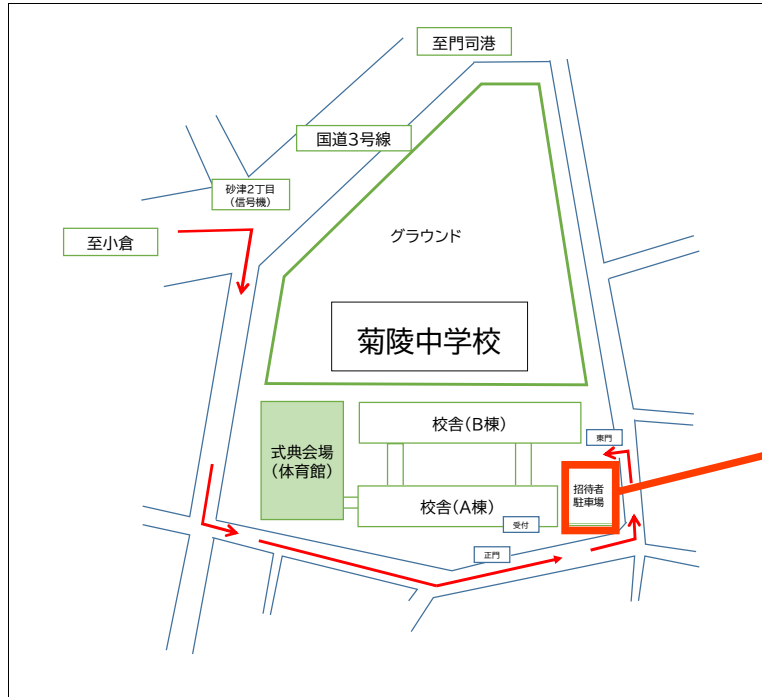 至門司港
国道3号線
砂津2丁目
(信号機)
至小倉
グラウンド
菊陵中学校
校舎(B棟)
東門
式典会場
(体育館)
招待者
駐車場
校舎(A棟)
受付
正門